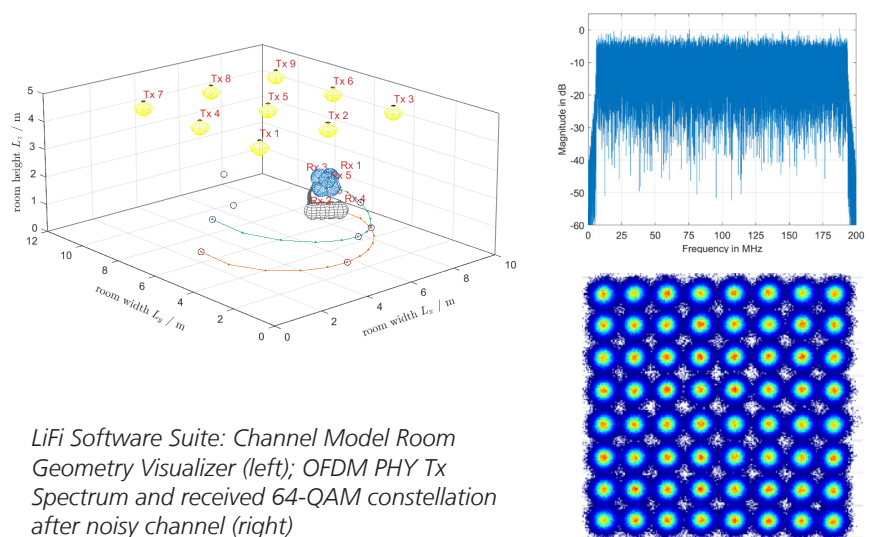 Tx 9
Tx 8
Tx 6
Tx 7
Tx 3
Tx 5
Tx 4
Tx 2
Tx 1
Rx 1
Rx 3
Rx 5
Rx 2
Rx 4
room height L_z / m
5
4
3
2
1
0
12
10
8
6
4
2
0
room width L_y / m
0
2
4
6
8
10
room width L_x / m
Magnitude in dB
0
-10
-20
-30
-40
-50
-60
0
25
50
75
100
125
150
175
200
Frequency in MHz
LiFi Software Suite: Channel Model Room
Geometry Visualizer (left); OFDM PHY Tx
Spectrum and received 64-QAM constellation
after noisy channel (right)